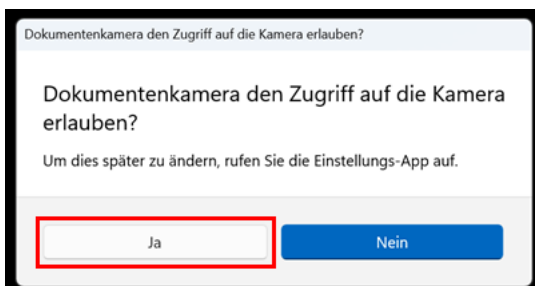 Dokumentenkamera den Zugriff auf die Kamera erlauben?
Dokumentenkamera den Zugriff auf die Kamera
erlauben?
Um dies später zu ändern, rufen Sie die Einstellungs-App auf.
Ja
Nein